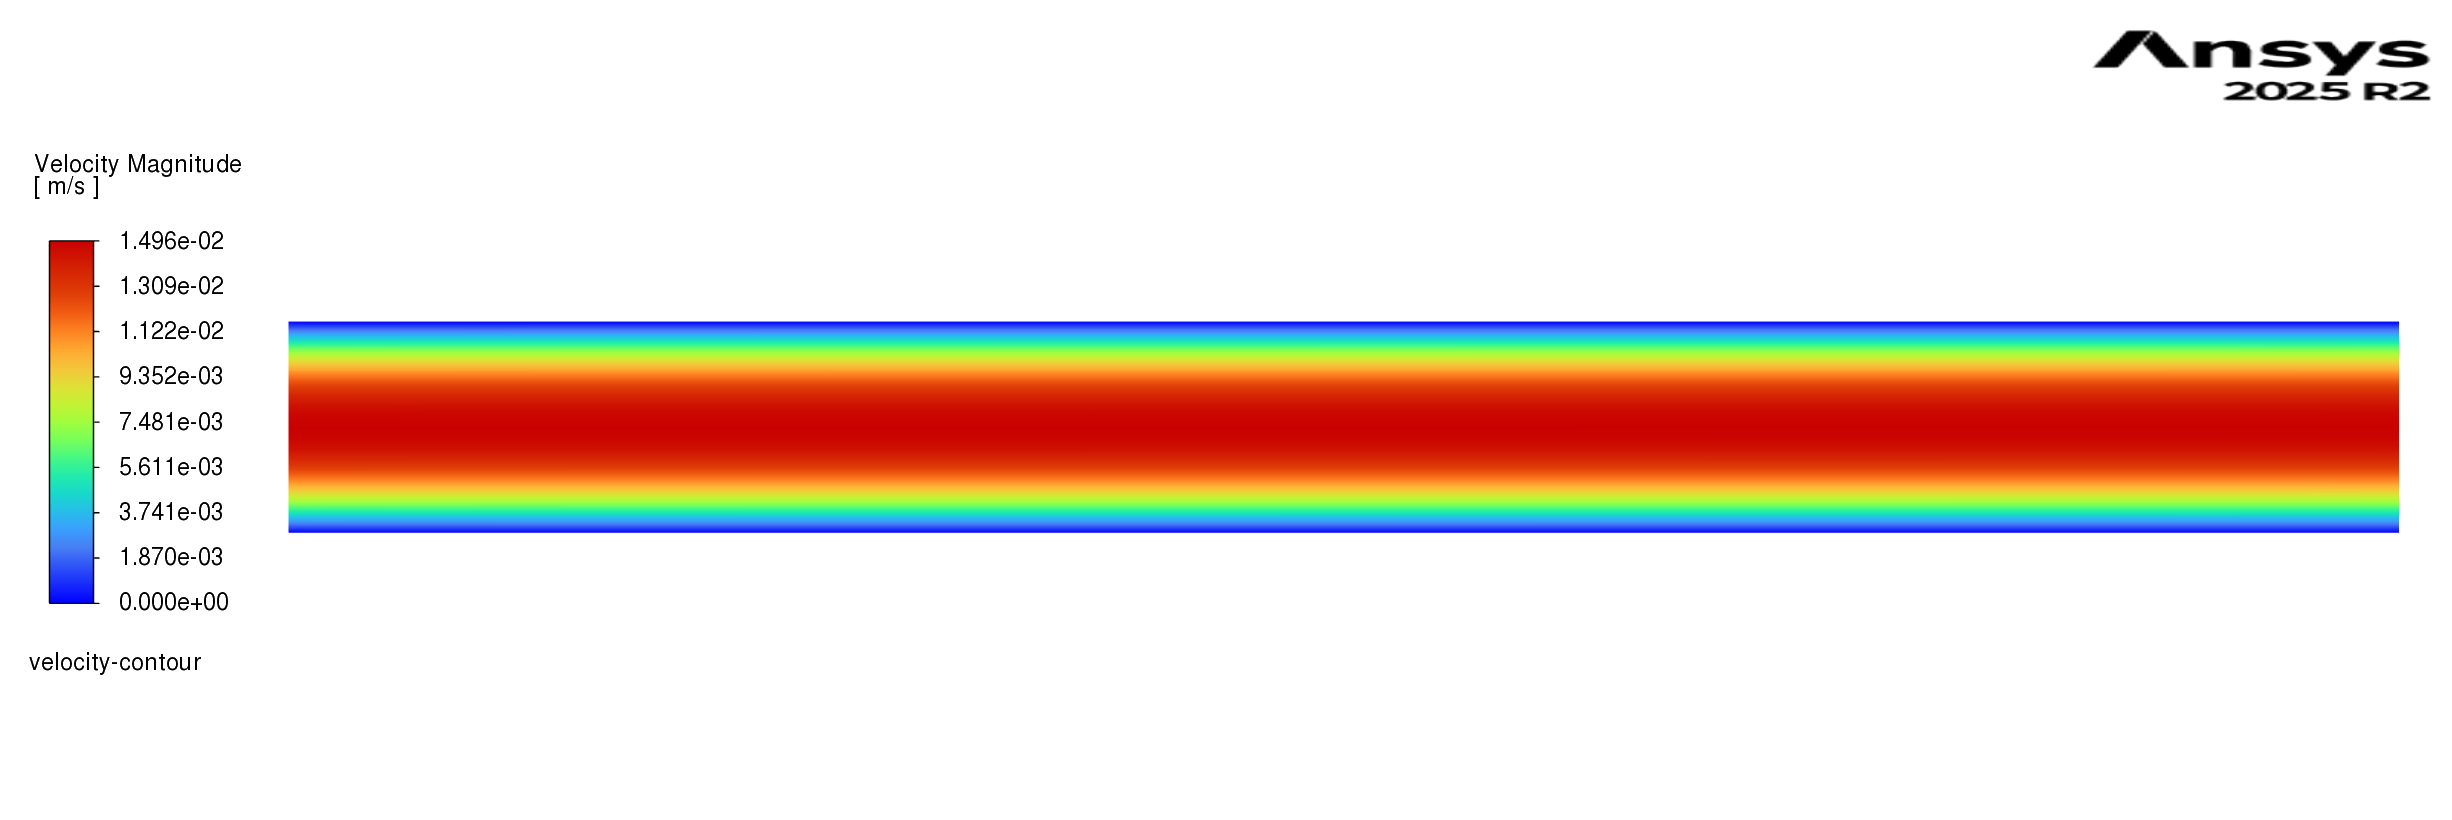 Ansys
2025 R2
Velocity Magnitude
[ m/s ]
1.496e-02
1.309e-02
1.122e-02
9.352e-03
7.481e-03
5.611e-03
3.741e-03
1.870e-03
0.000e+00
velocity-contour